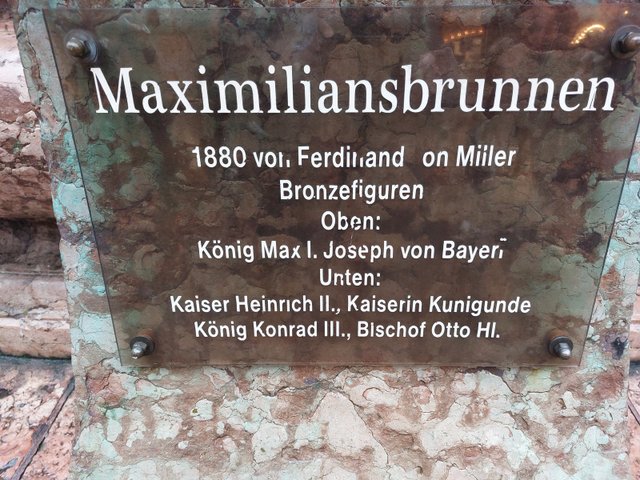 Maximiliansbrunnen
1880 von Ferdinand von Miller
Bronzefiguren
Oben:
König Max I. Joseph von Bayern
Unten:
Kaiser Heinrich II., Kaiserin Kunigunde
König Konrad III., Bischof Otto Hl.